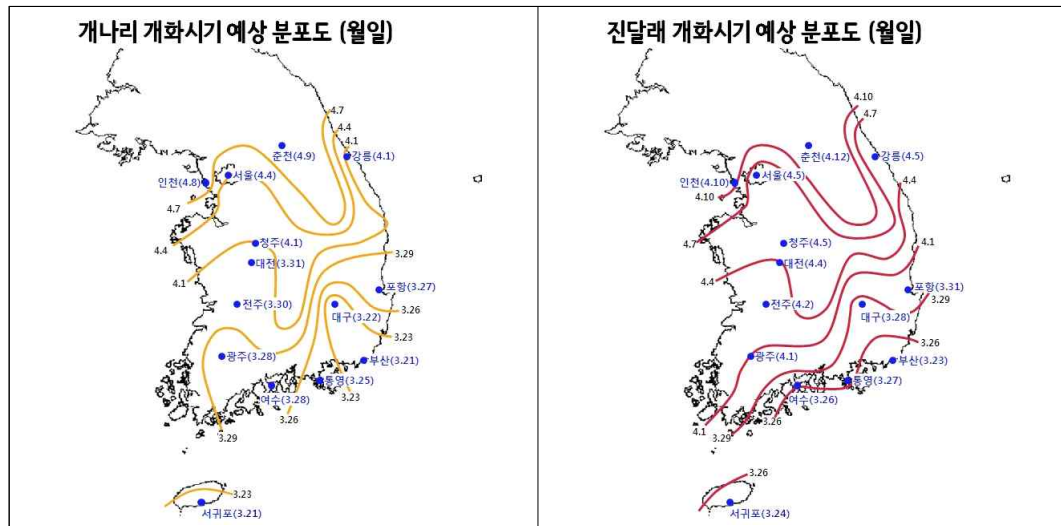 개나리 개화시기 예상 분포도 (월일)
4.7
4.4
4.1
춘천(4.9)
강릉(4.1)
서울(4.4)
인천(4.8)
4.7
4.4
청주(4.1)
3.29
대전(3.31)
4.1
포항(3.27)
전주(3.30)
대구(3.22)
3.26
3.23
광주(3.28)
부산(3.21)
통영(3.25)
3.23
여수(3.28)
3.26
3.29
3.23
서귀포(3.21)
진달래 개화시기 예상 분포도 (월일)
4.10
4.7
춘천(4.12)
강릉(4.5)
서울(4.5)
인천(4.10)
4.4
4.10
4.7
청주(4.5)
4.1
대전(4.4)
4.4
포항(3.31)
3.29
전주(4.2)
대구(3.28)
3.26
광주(4.1)
부산(3.23)
통영(3.27)
여수(3.26)
3.26
4.1
3.29
3.26
서귀포(3.24)